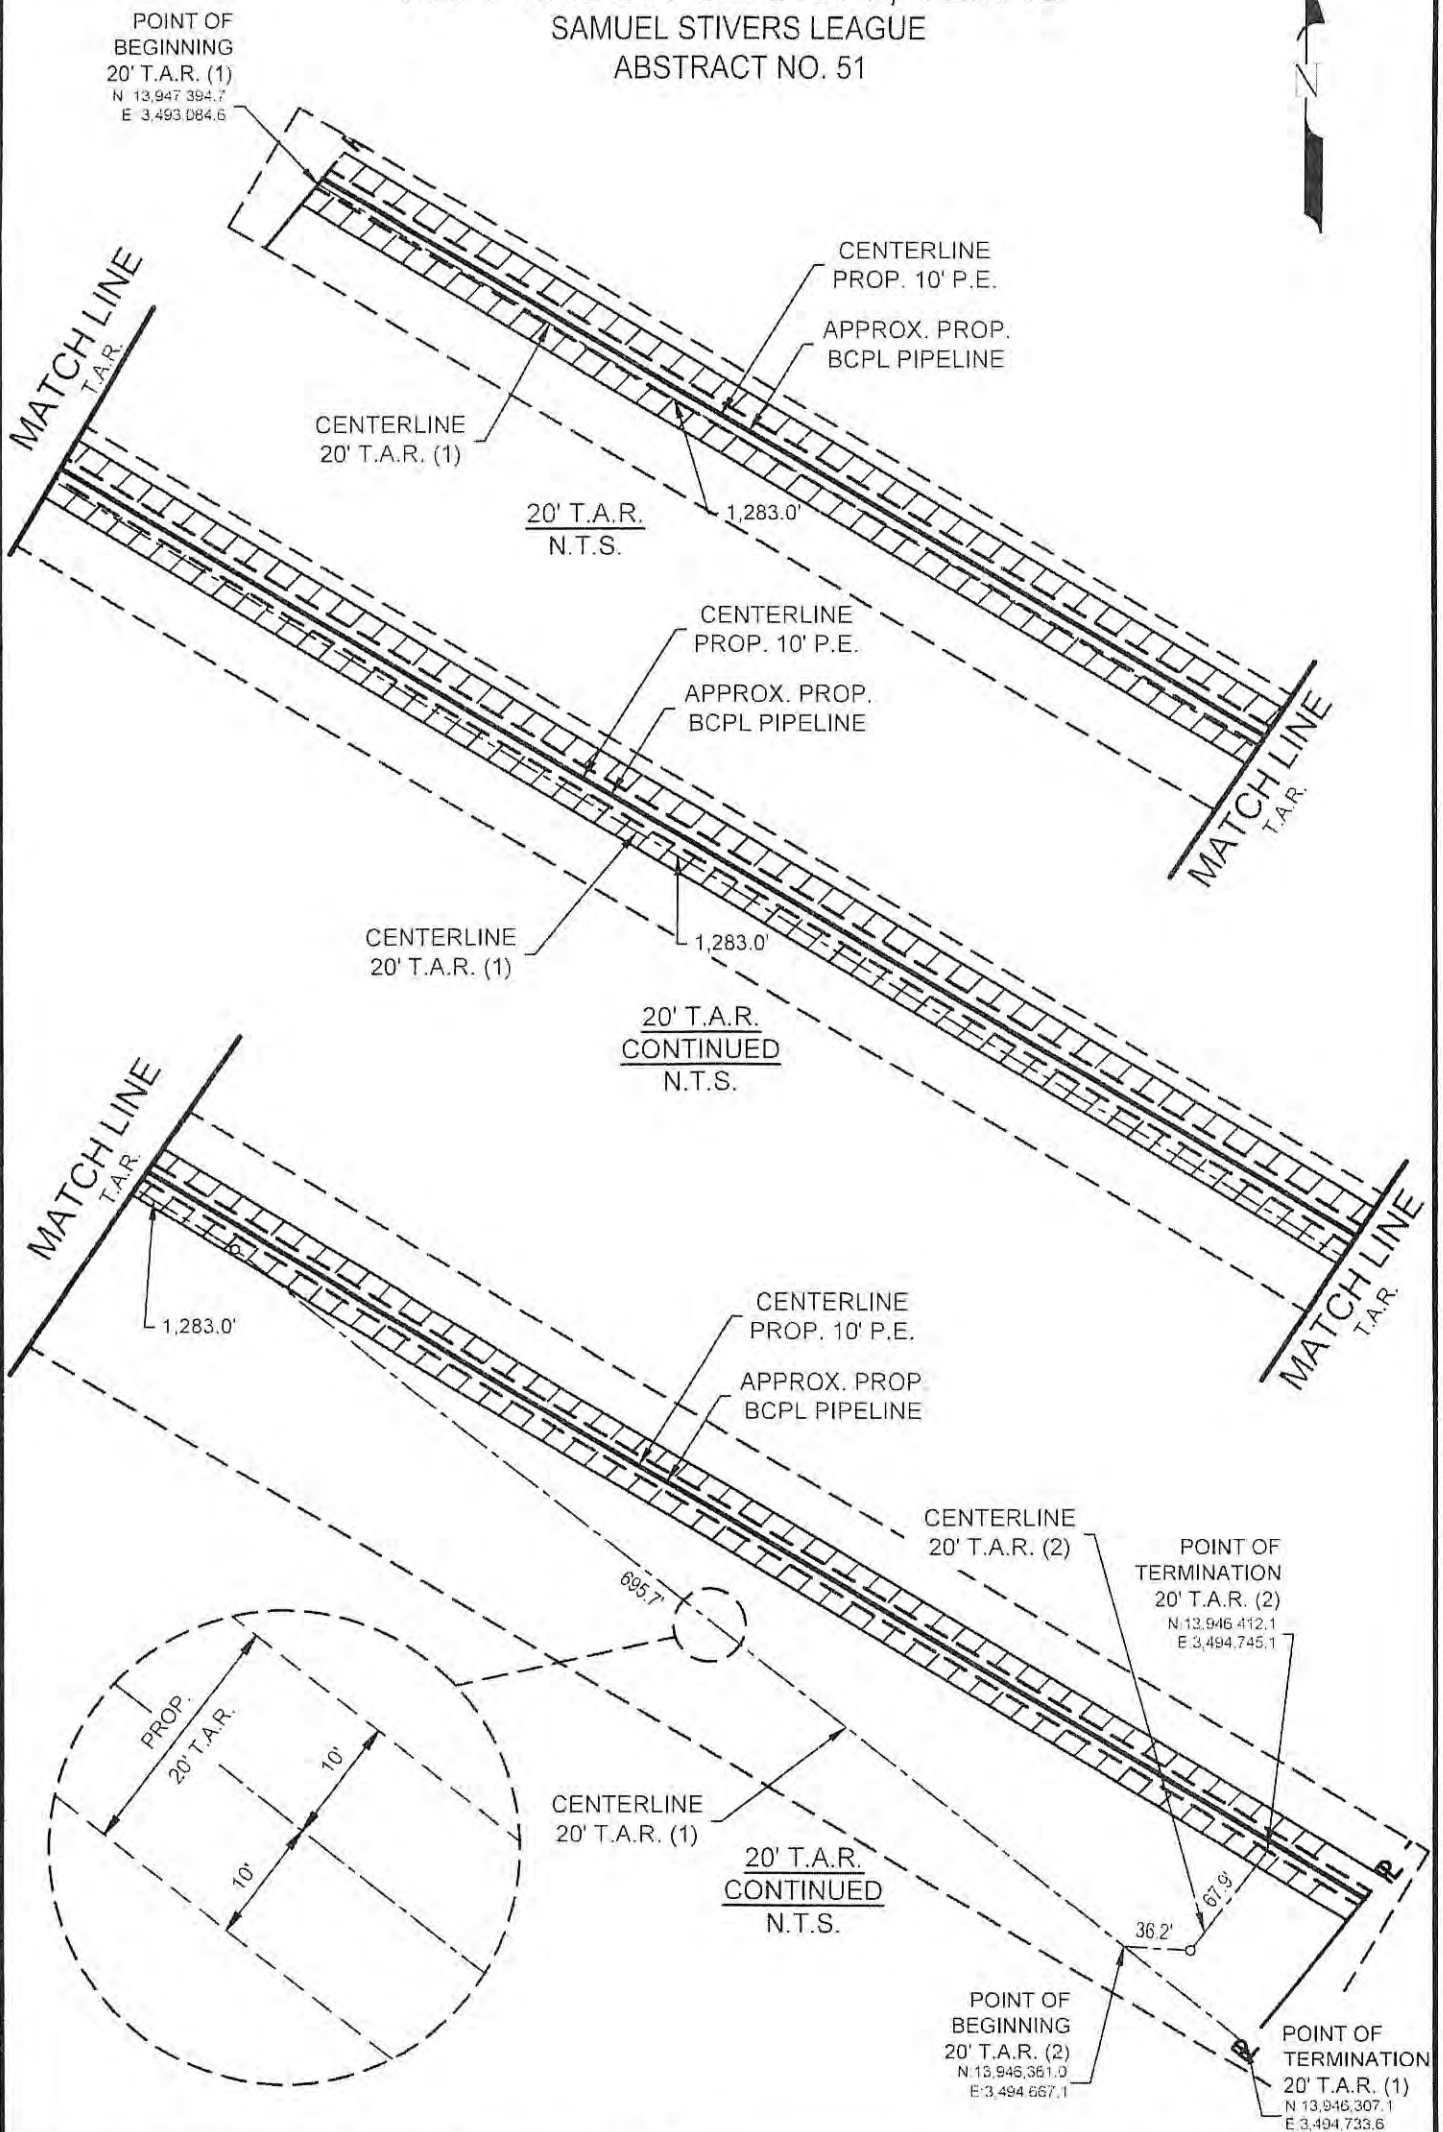 SAMUEL STIVERS LEAGUE
ABSTRACT NO. 51
N
POINT OF
BEGINNING
20' T.A.R. (1)
N 13,947 394.7
E 3,493,084.6
CENTERLINE
PROP. 10' P.E.
APPROX. PROP.
BCPL PIPELINE
MATCH LINE
T.A.R.
CENTERLINE
20' T.A.R. (1)
1,283.0'
20' T.A.R.
N.T.S.
MATCH LINE
T.A.R.
CENTERLINE
PROP. 10' P.E.
APPROX. PROP.
BCPL PIPELINE
CENTERLINE
20' T.A.R. (1)
1,283.0'
20' T.A.R.
CONTINUED
N.T.S.
MATCH LINE
T.A.R.
MATCH LINE
T.A.R.
1,283.0'
CENTERLINE
PROP. 10' P.E.
APPROX. PROP.
BCPL PIPELINE
CENTERLINE
20' T.A.R. (2)
POINT OF
TERMINATION
20' T.A.R. (2)
N:13,946 412.1
E:3,494,745.1
695.7'
PROP.
20' T.A.R.
10'
10'
CENTERLINE
20' T.A.R. (1)
20' T.A.R.
CONTINUED
N.T.S.
67.9'
36.2'
PL
POINT OF
BEGINNING
20' T.A.R. (2)
N:13,946,361.0
E:3,494 667.1
PL
POINT OF
TERMINATION
20' T.A.R. (1)
N 13,946,307.1
E:3,494,733.6